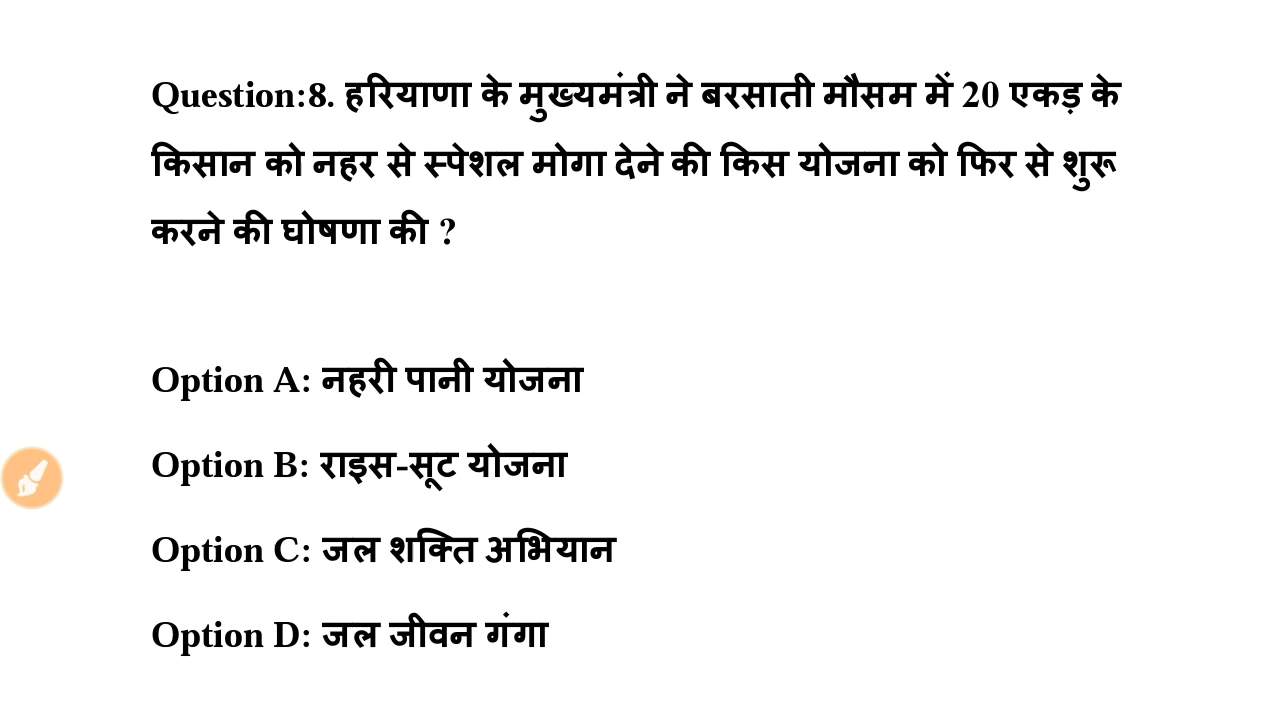 Question:8. हरियाणा के मुख्यमंत्री ने बरसाती मौसम में 20 एकड़ के
किसान को नहर से स्पेशल मोगा देने की किस योजना को फिर से शुरू
करने की घोषणा की ?
Option A: नहरी पानी योजना
Option B: राइस-सूट योजना
Option C: जल शक्ति अभियान
Option D: जल जीवन गंगा